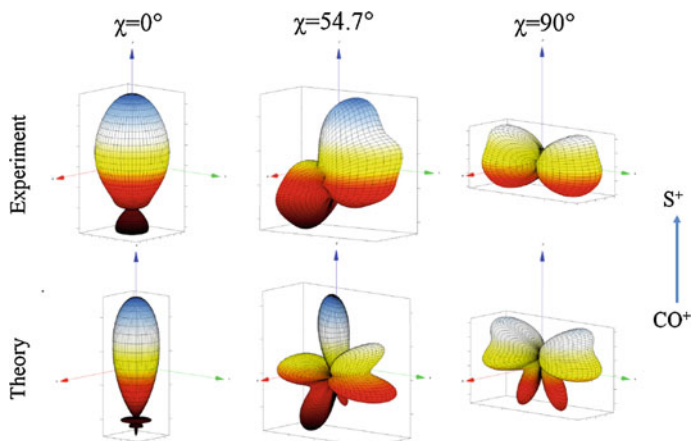 χ=0°
χ=54.7°
χ=90°
Experiment
Theory
S⁺
CO⁺